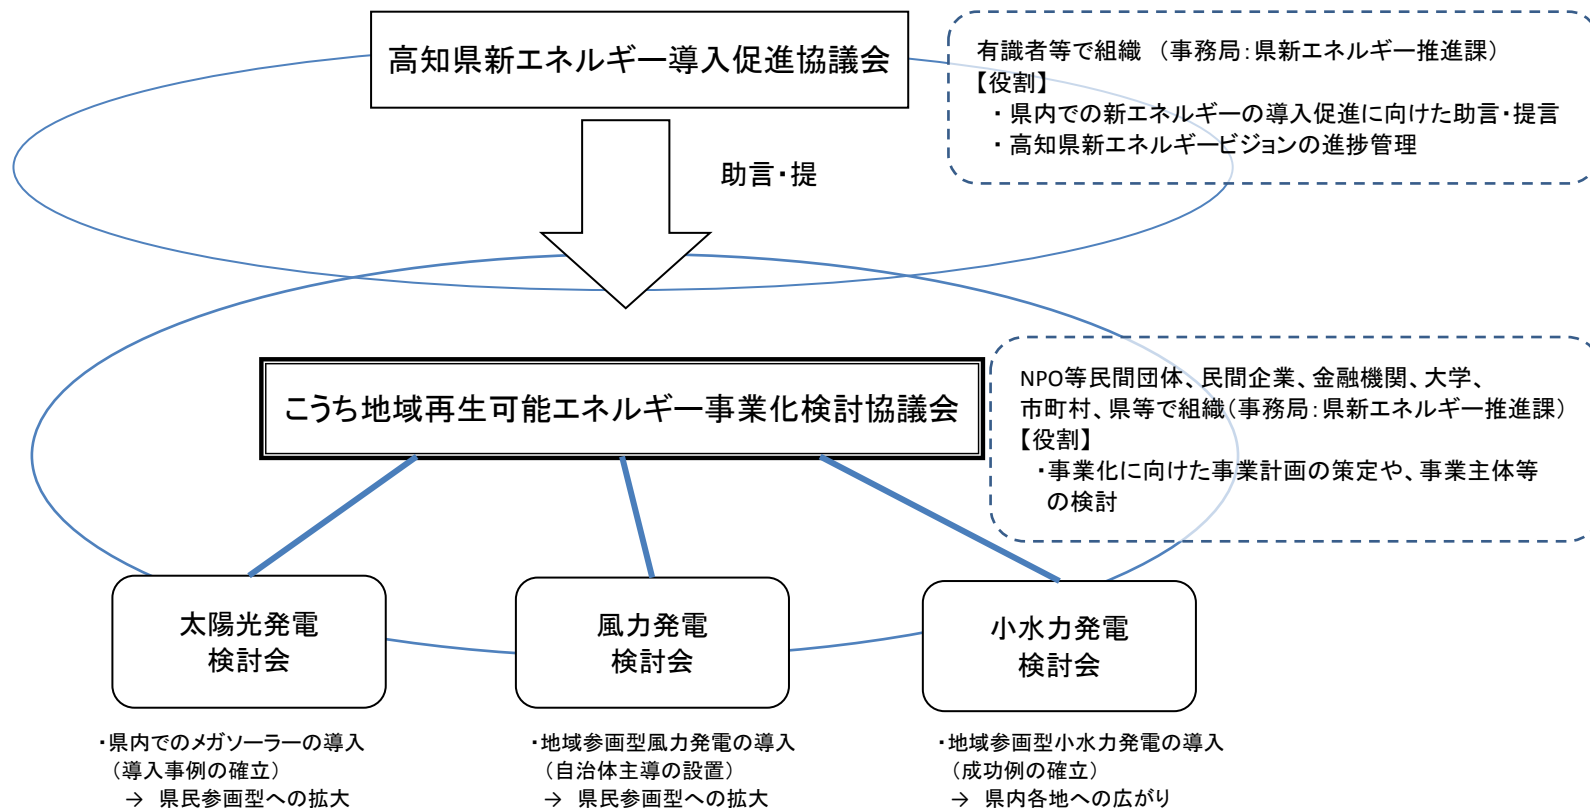 高知県新エネルギー導入促進協議会
有識者等で組織 （事務局：県新エネルギー推進課）
【役割】
・県内での新エネルギーの導入促進に向けた助言・提言
・高知県新エネルギービジョンの進捗管理
助言・提
こうち地域再生可能エネルギー事業化検討協議会
NPO等民間団体、民間企業、金融機関、大学、
市町村、県等で組織（事務局：県新エネルギー推進課）
【役割】
・事業化に向けた事業計画の策定や、事業主体等
の検討
太陽光発電
検討会
風力発電
検討会
小水力発電
検討会
・県内でのメガソーラーの導入
（導入事例の確立）
→ 県民参画型への拡大
・地域参画型風力発電の導入
（自治体主導の設置）
→ 県民参画型への拡大
・地域参画型小水力発電の導入
（成功例の確立）
→ 県内各地への広がり